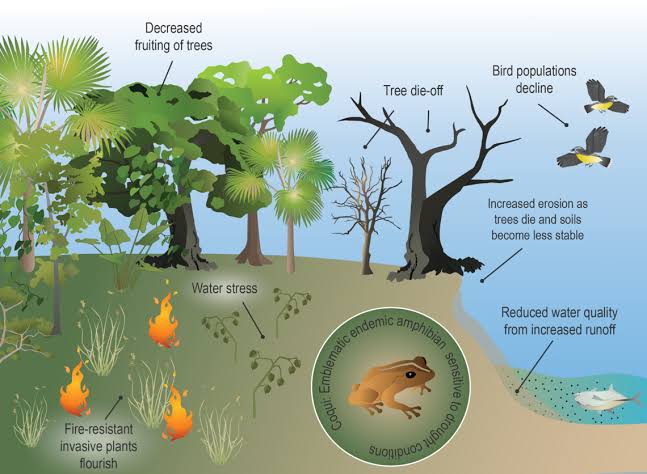 Decreased
fruiting of trees
Tree die-off
Bird populations
decline
Increased erosion as
trees die and soils
become less stable
Water stress
Reduced water quality
from increased runoff
Coqui: Emblematic endemic amphibian sensitive to drought conditions
Fire-resistant
invasive plants
flourish